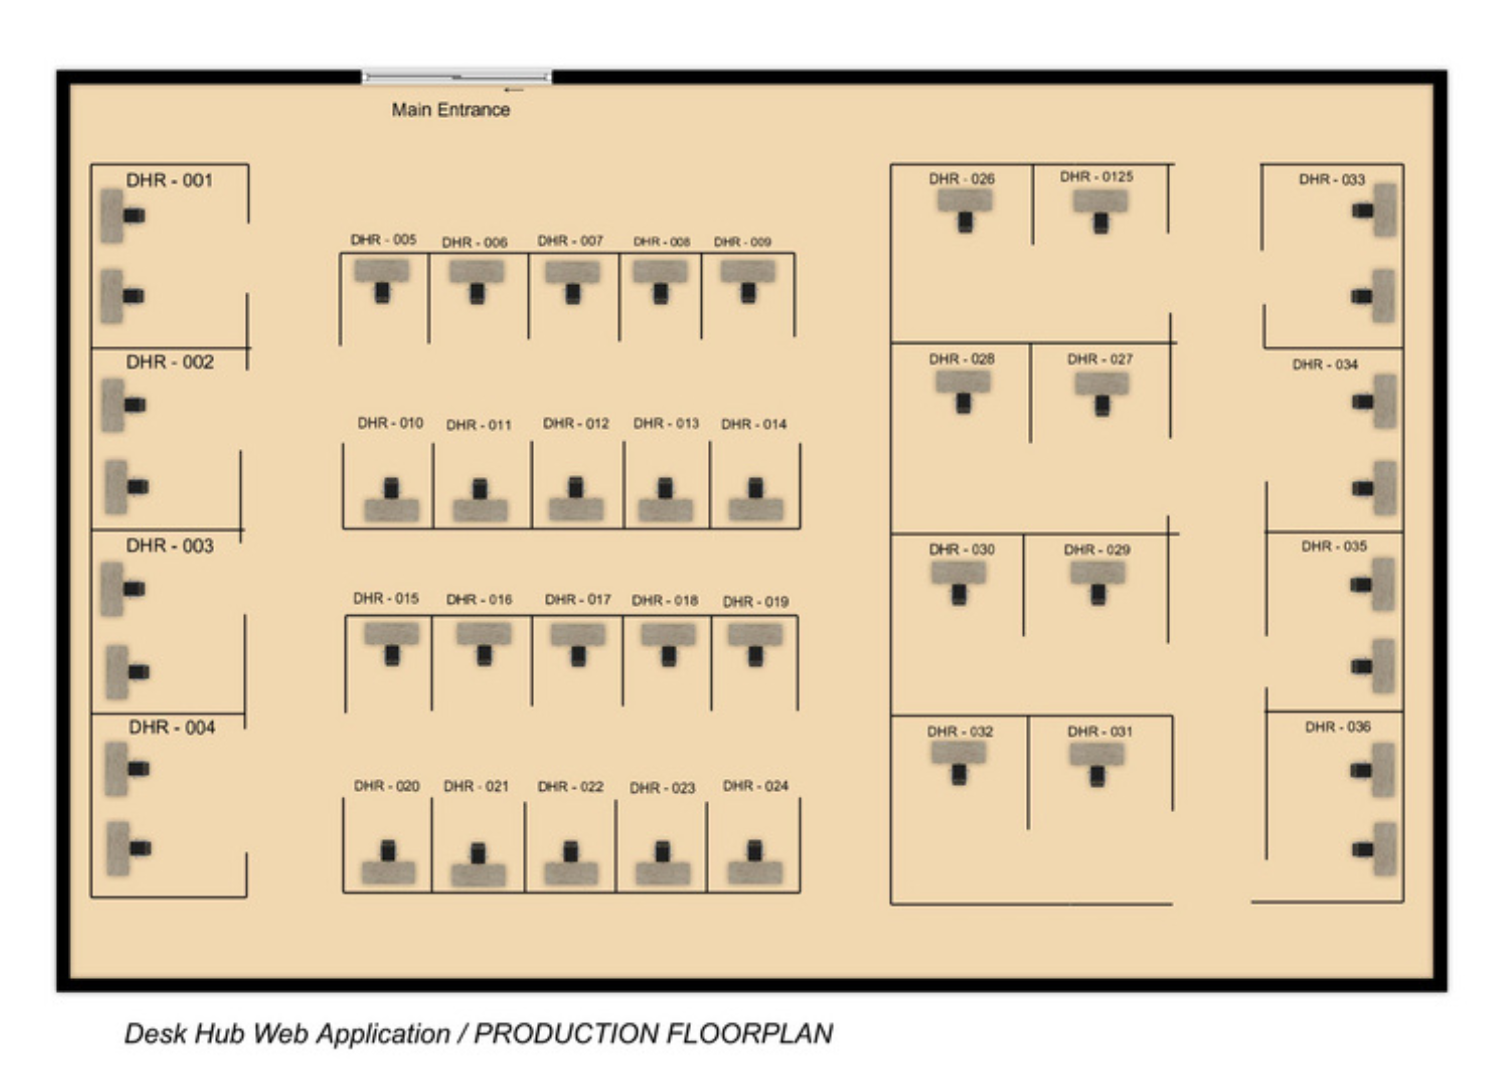 Main Entrance
DHR - 001
DHR - 002
DHR - 003
DHR - 004
DHR - 005
DHR - 006
DHR - 007
DHR - 008
DHR - 009
DHR - 010
DHR - 011
DHR - 012
DHR - 013
DHR - 014
DHR - 015
DHR - 016
DHR - 017
DHR - 018
DHR - 019
DHR - 020
DHR - 021
DHR - 022
DHR - 023
DHR - 024
DHR - 026
DHR - 0125
DHR - 028
DHR - 027
DHR - 030
DHR - 029
DHR - 032
DHR - 031
DHR - 033
DHR - 034
DHR - 035
DHR - 036
Desk Hub Web Application / PRODUCTION FLOORPLAN